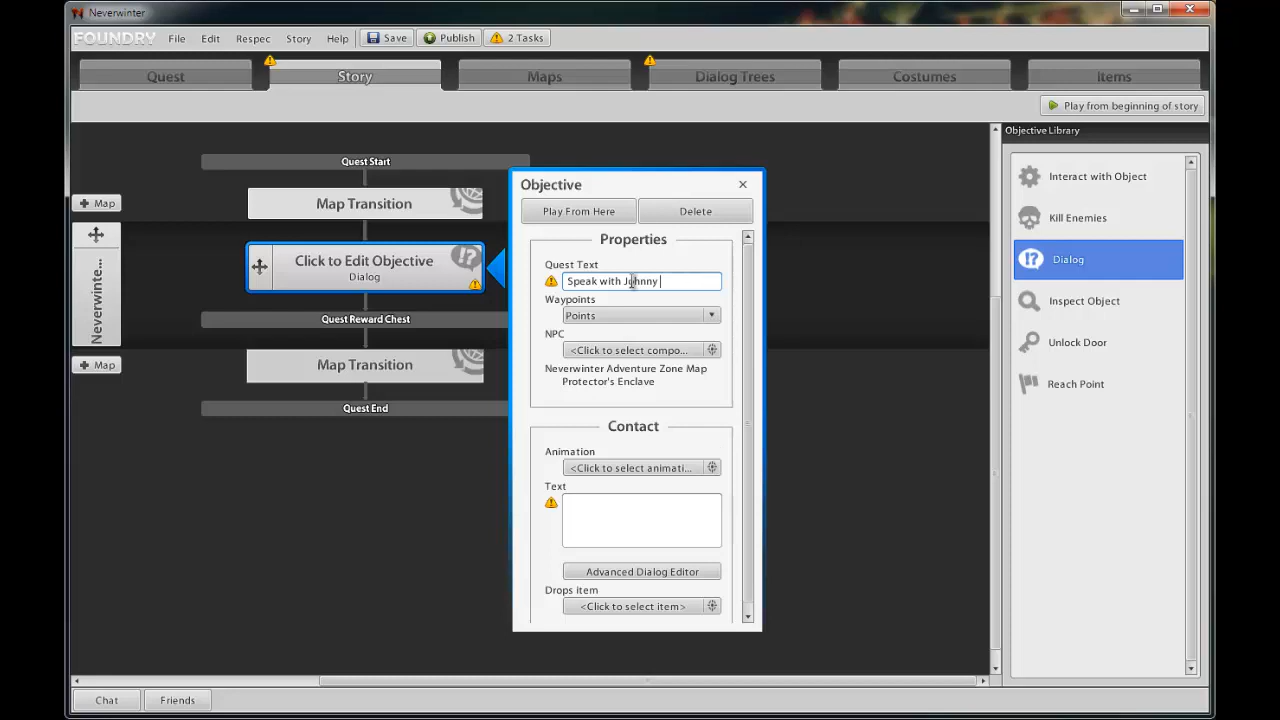 Neverwinter
FOUNDRY File Edit Respec Story Help Save Publish 2 Tasks
Quest Story Maps Dialog Trees Costumes Items
Play from beginning of story
Objective Library
Interact with Object
Kill Enemies
Dialog
Inspect Object
Unlock Door
Reach Point
Quest Start
Map Transition
Map
Click to Edit Objective
Dialog
Neverwinte...
Quest Reward Chest
Map Transition
Map
Quest End
Objective
Play From Here Delete
Properties
Quest Text
Speak with Johnny
Waypoints
Points
NPC
<Click to select compo...
Neverwinter Adventure Zone Map
Protector's Enclave
Contact
Animation
<Click to select animati...
Text
Advanced Dialog Editor
Drops item
<Click to select item>
Chat Friends